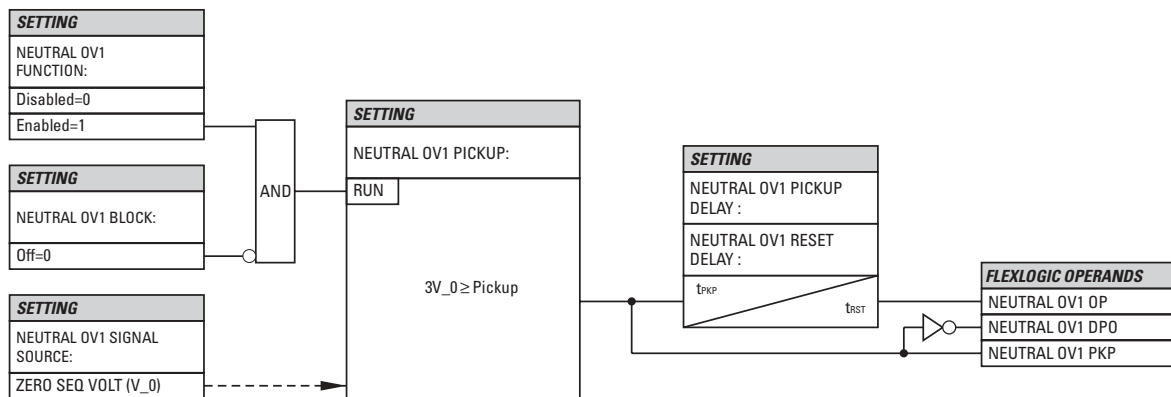 SETTING
NEUTRAL OV1
FUNCTION:
Disabled=0
Enabled=1
SETTING
NEUTRAL OV1 BLOCK:
Off=0
SETTING
NEUTRAL OV1 SIGNAL
SOURCE:
ZERO SEQ VOLT (V_0)
AND
SETTING
NEUTRAL OV1 PICKUP:
RUN
3V_0 ≥ Pickup
SETTING
NEUTRAL OV1 PICKUP
DELAY :
NEUTRAL OV1 RESET
DELAY :
tPKP
tRST
FLEXLOGIC OPERANDS
NEUTRAL OV1 OP
NEUTRAL OV1 DPO
NEUTRAL OV1 PKP